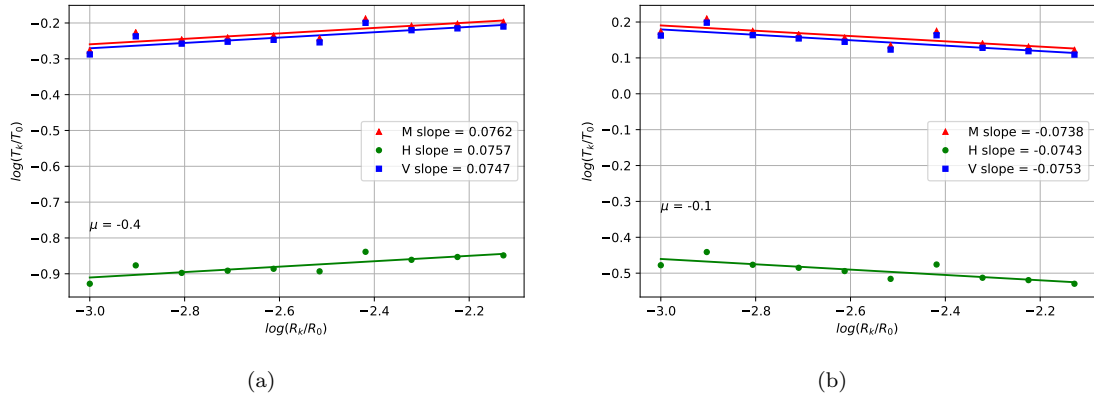 −0.2
−0.3
−0.4
−0.5
−0.6
−0.7
−0.8
−0.9
log(T_k/T_0)
M slope = 0.0762
H slope = 0.0757
V slope = 0.0747
μ = -0.4
−3.0 −2.8 −2.6 −2.4 −2.2
log(R_k/R_0)
(a)
0.2
0.1
0.0
−0.1
−0.2
−0.3
−0.4
−0.5
log(T_k/T_0)
M slope = -0.0738
H slope = -0.0743
V slope = -0.0753
μ = -0.1
−3.0 −2.8 −2.6 −2.4 −2.2
log(R_k/R_0)
(b)